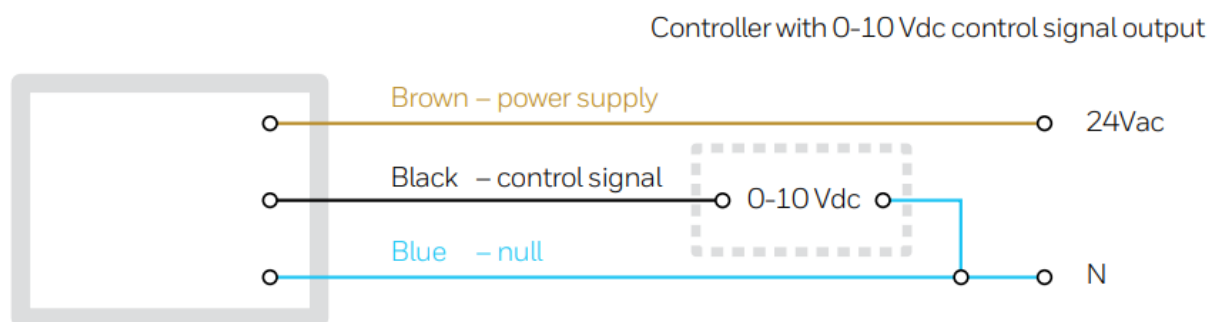 Controller with 0-10 Vdc control signal output
Brown – power supply
24Vac
Black – control signal
0-10 Vdc
Blue – null
N